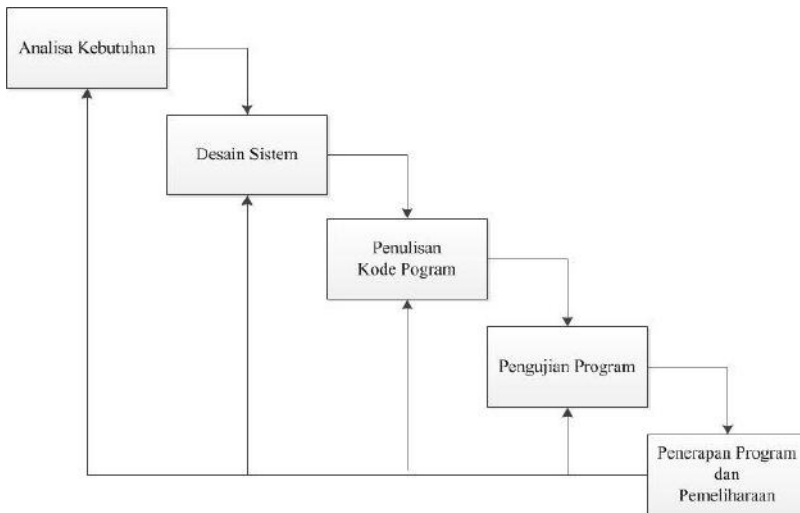 Analisa Kebutuhan
Desain Sistem
Penulisan
Kode Pogram
Pengujian Program
Penerapan Program
dan
Pemeliharaan